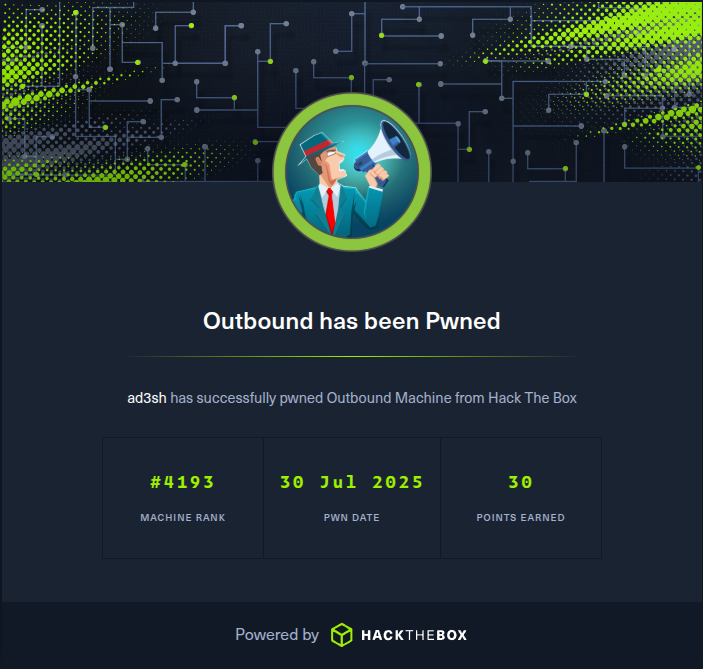 Outbound has been Pwned
ad3sh has successfully pwned Outbound Machine from Hack The Box
#4193 30 Jul 2025 30
MACHINE RANK PWN DATE POINTS EARNED
Powered by HACKTHEBOX